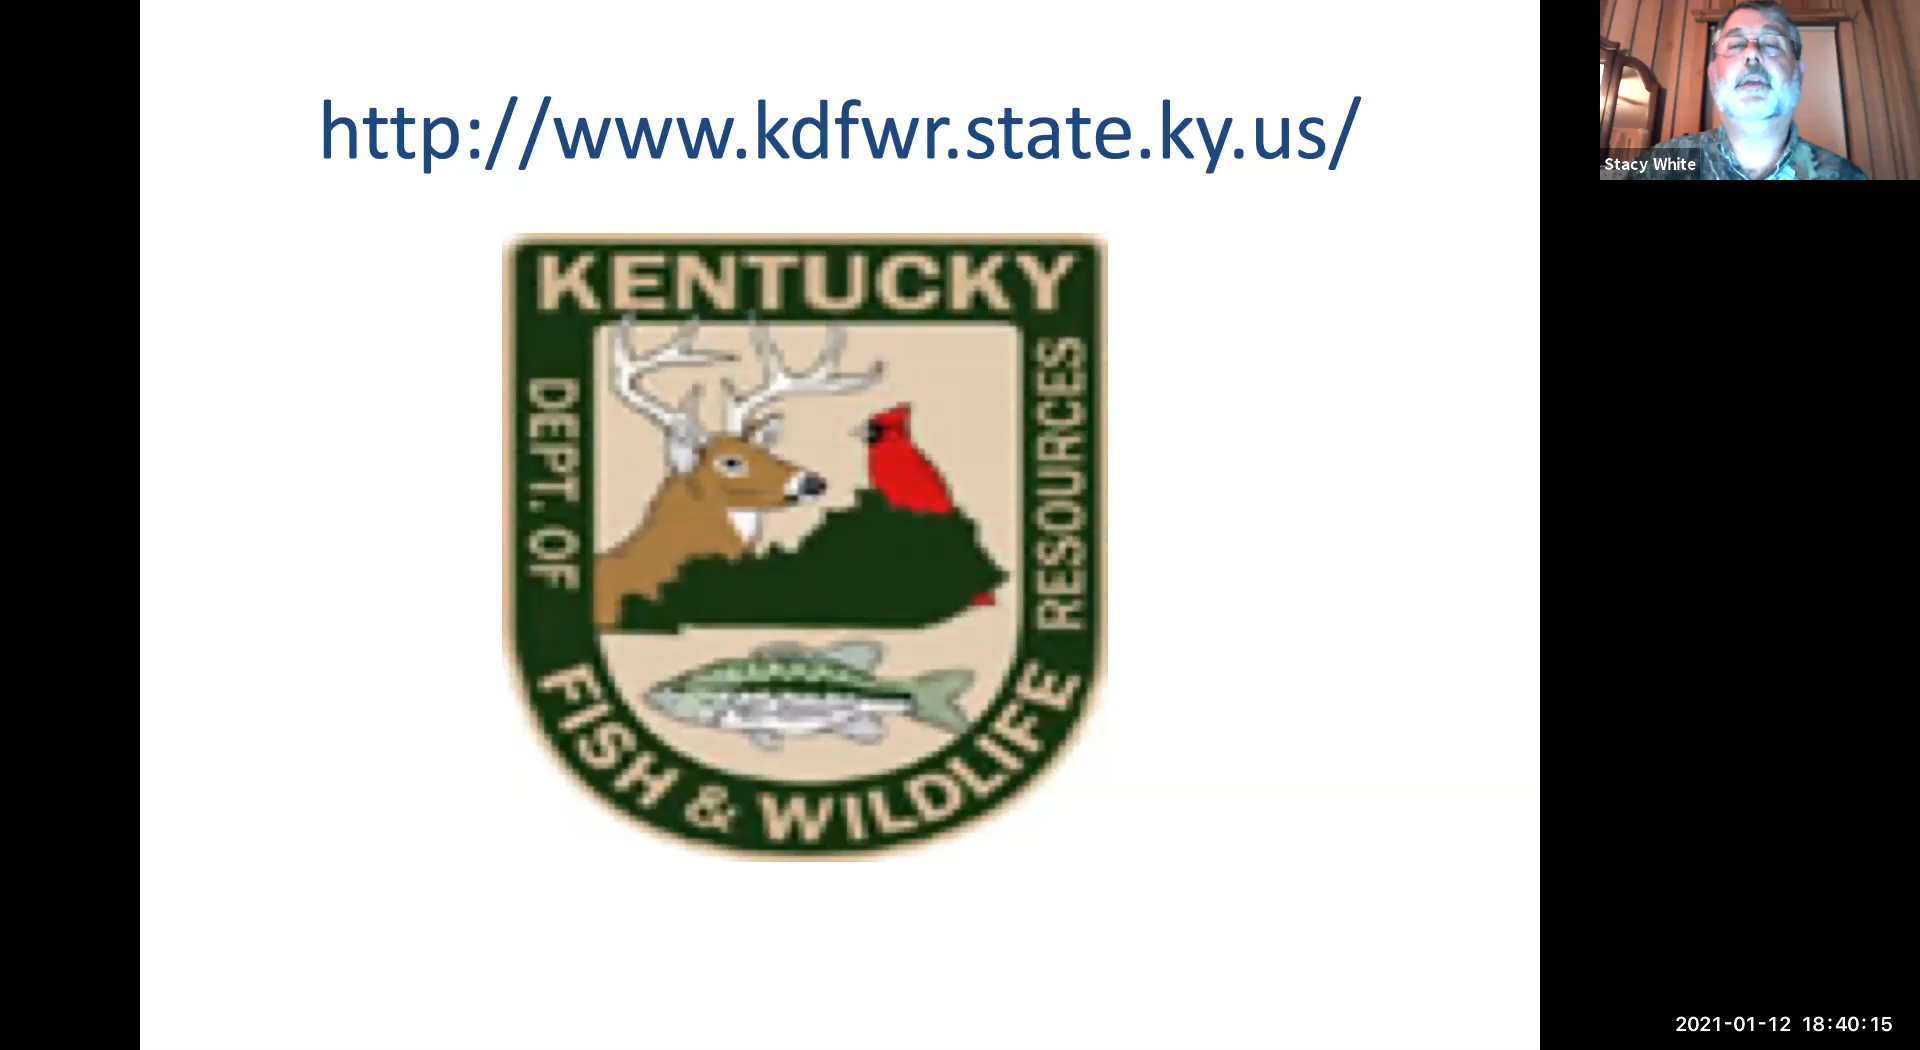 http://www.kdfwr.state.ky.us/
KENTUCKY
DEPT. OF
FISH & WILDLIFE
RESOURCES
Stacy White
2021-01-12 18:40:15